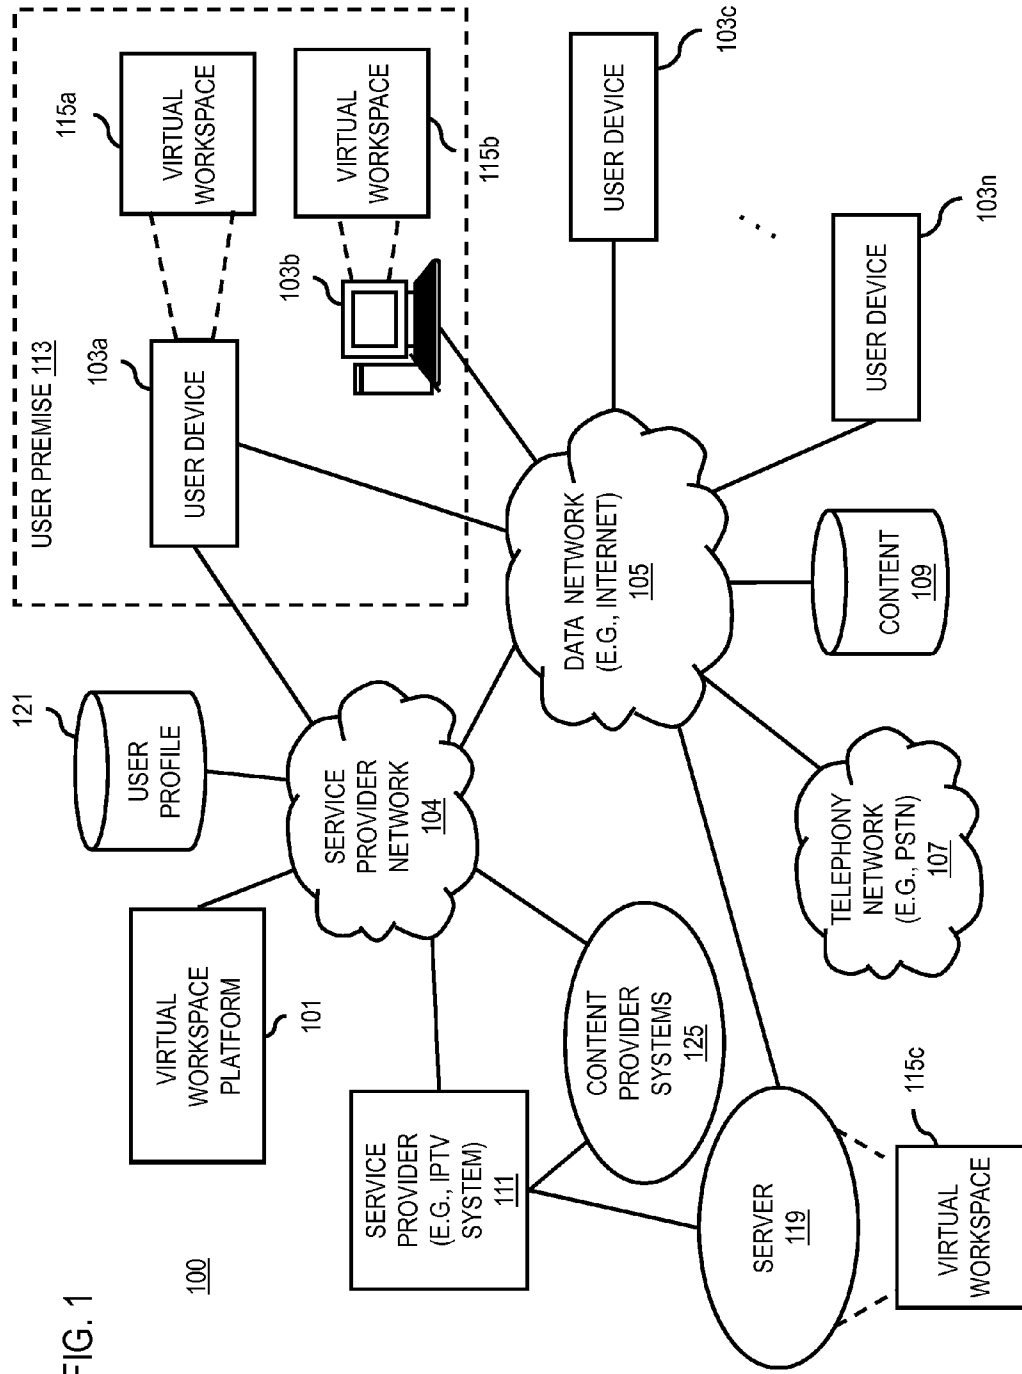 FIG. 1
100
VIRTUAL
WORKSPACE
PLATFORM
101
USER
PROFILE
121
USER PREMISE 113
103a
USER DEVICE
115a
VIRTUAL
WORKSPACE
103b
VIRTUAL
WORKSPACE
115b
SERVICE
PROVIDER
(E.G., IPTV
SYSTEM)
111
SERVICE
PROVIDER
NETWORK
104
CONTENT
PROVIDER
SYSTEMS
125
DATA NETWORK
(E.G., INTERNET)
105
103c
USER DEVICE
. . .
103n
USER DEVICE
SERVER
119
115c
VIRTUAL
WORKSPACE
TELEPHONY
NETWORK
(E.G., PSTN)
107
CONTENT
109